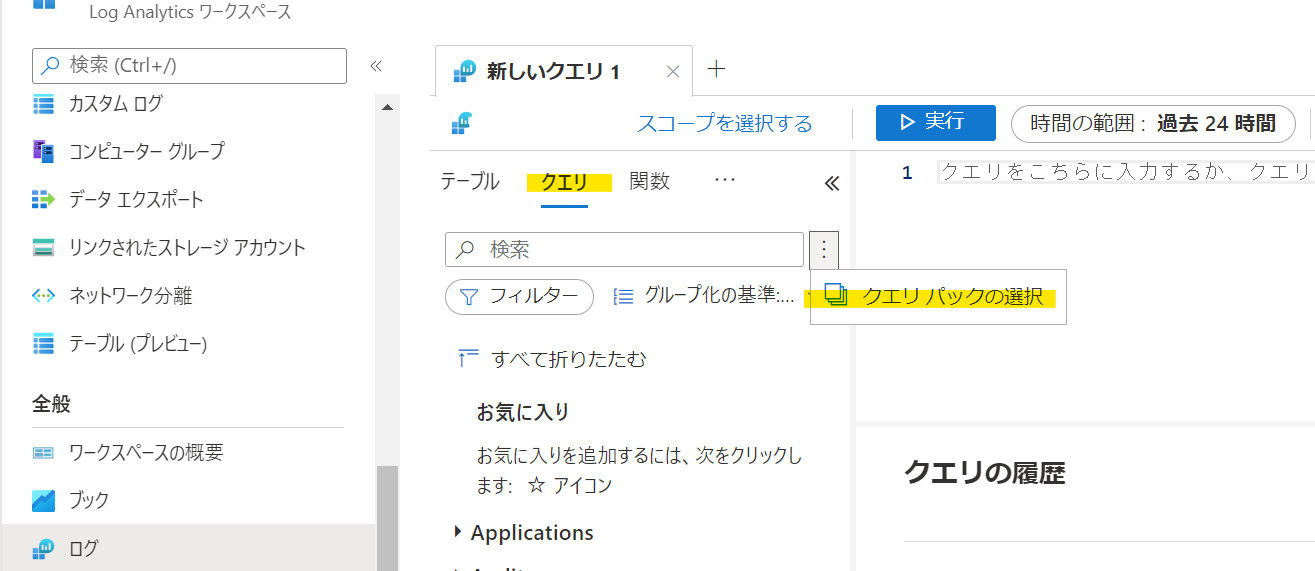 Log Analytics ワークスペース
検索 (Ctrl+/)
«
カスタム ログ
コンピューター グループ
データ エクスポート
リンクされたストレージ アカウント
ネットワーク分離
テーブル (プレビュー)
全般
ワークスペースの概要
ブック
ログ
新しいクエリ 1
スコープを選択する
実行
時間の範囲 : 過去 24 時間
テーブル クエリ 関数 ···
«
検索
フィルター
グループ化の基準:...
クエリ パックの選択
すべて折りたたむ
お気に入り
お気に入りを追加するには、次をクリックし
ます: ☆ アイコン
Applications
1 クエリをこちらに入力するか、クエリ
クエリの履歴